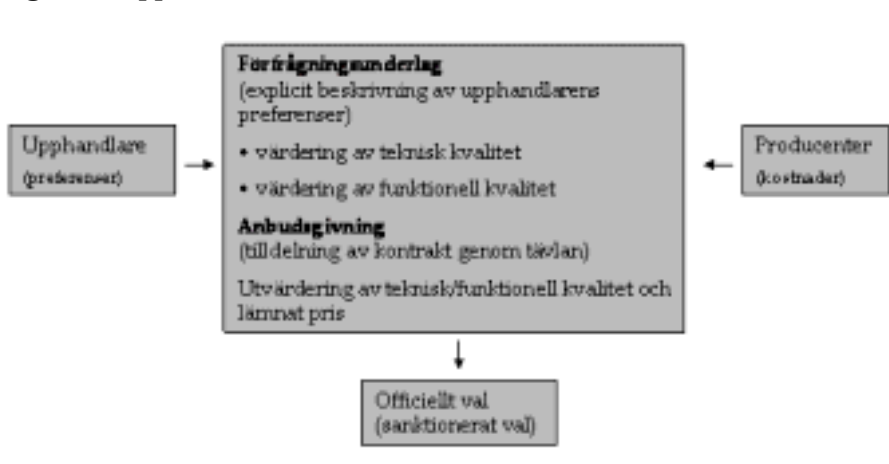 Upphandlare
(preferenser)
Förfrågningsunderlag
(explicit beskrivning av upphandlarens
preferenser)
• värdering av teknisk kvalitet
• värdering av funktionell kvalitet
Anbudsgivning
(tilldelning av kontrakt genom tävlan)
Utvärdering av teknisk/funktionell kvalitet och
lämnat pris
Producenter
(kostnader)
Officiellt val
(sanktionerat val)